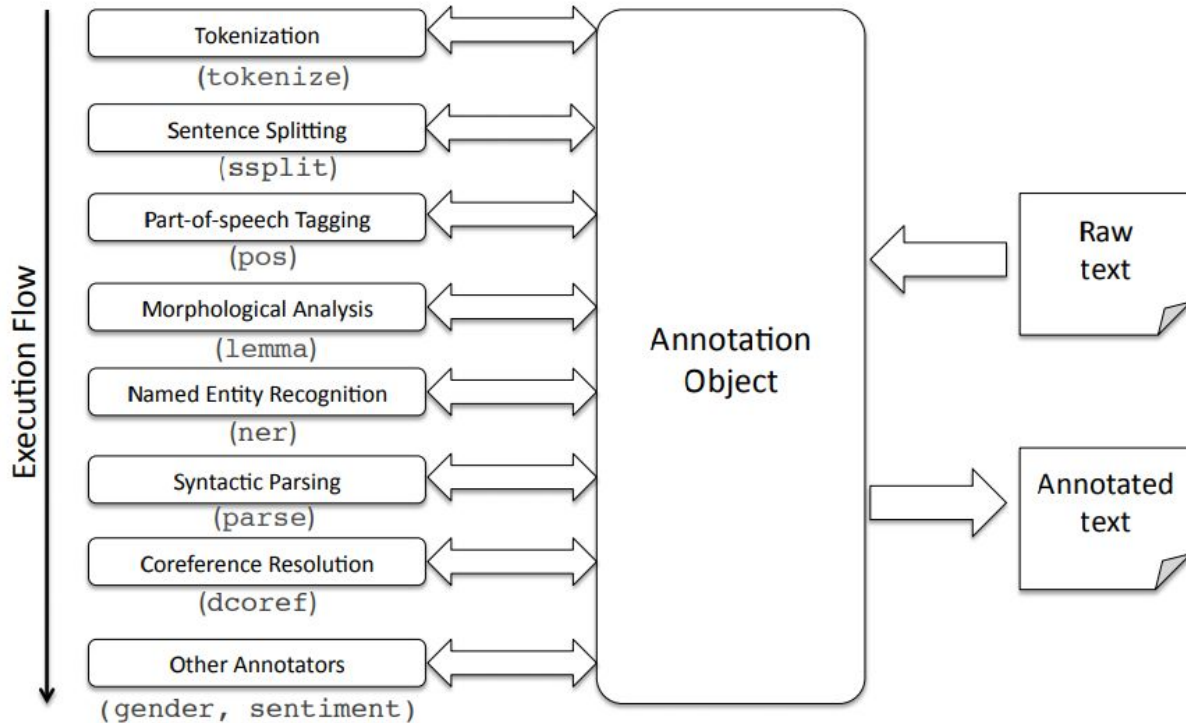 Execution Flow
Tokenization
(tokenize)
Sentence Splitting
(ssplit)
Part-of-speech Tagging
(pos)
Morphological Analysis
(lemma)
Named Entity Recognition
(ner)
Syntactic Parsing
(parse)
Coreference Resolution
(dcoref)
Other Annotators
(gender, sentiment)
Annotation
Object
Raw
text
Annotated
text